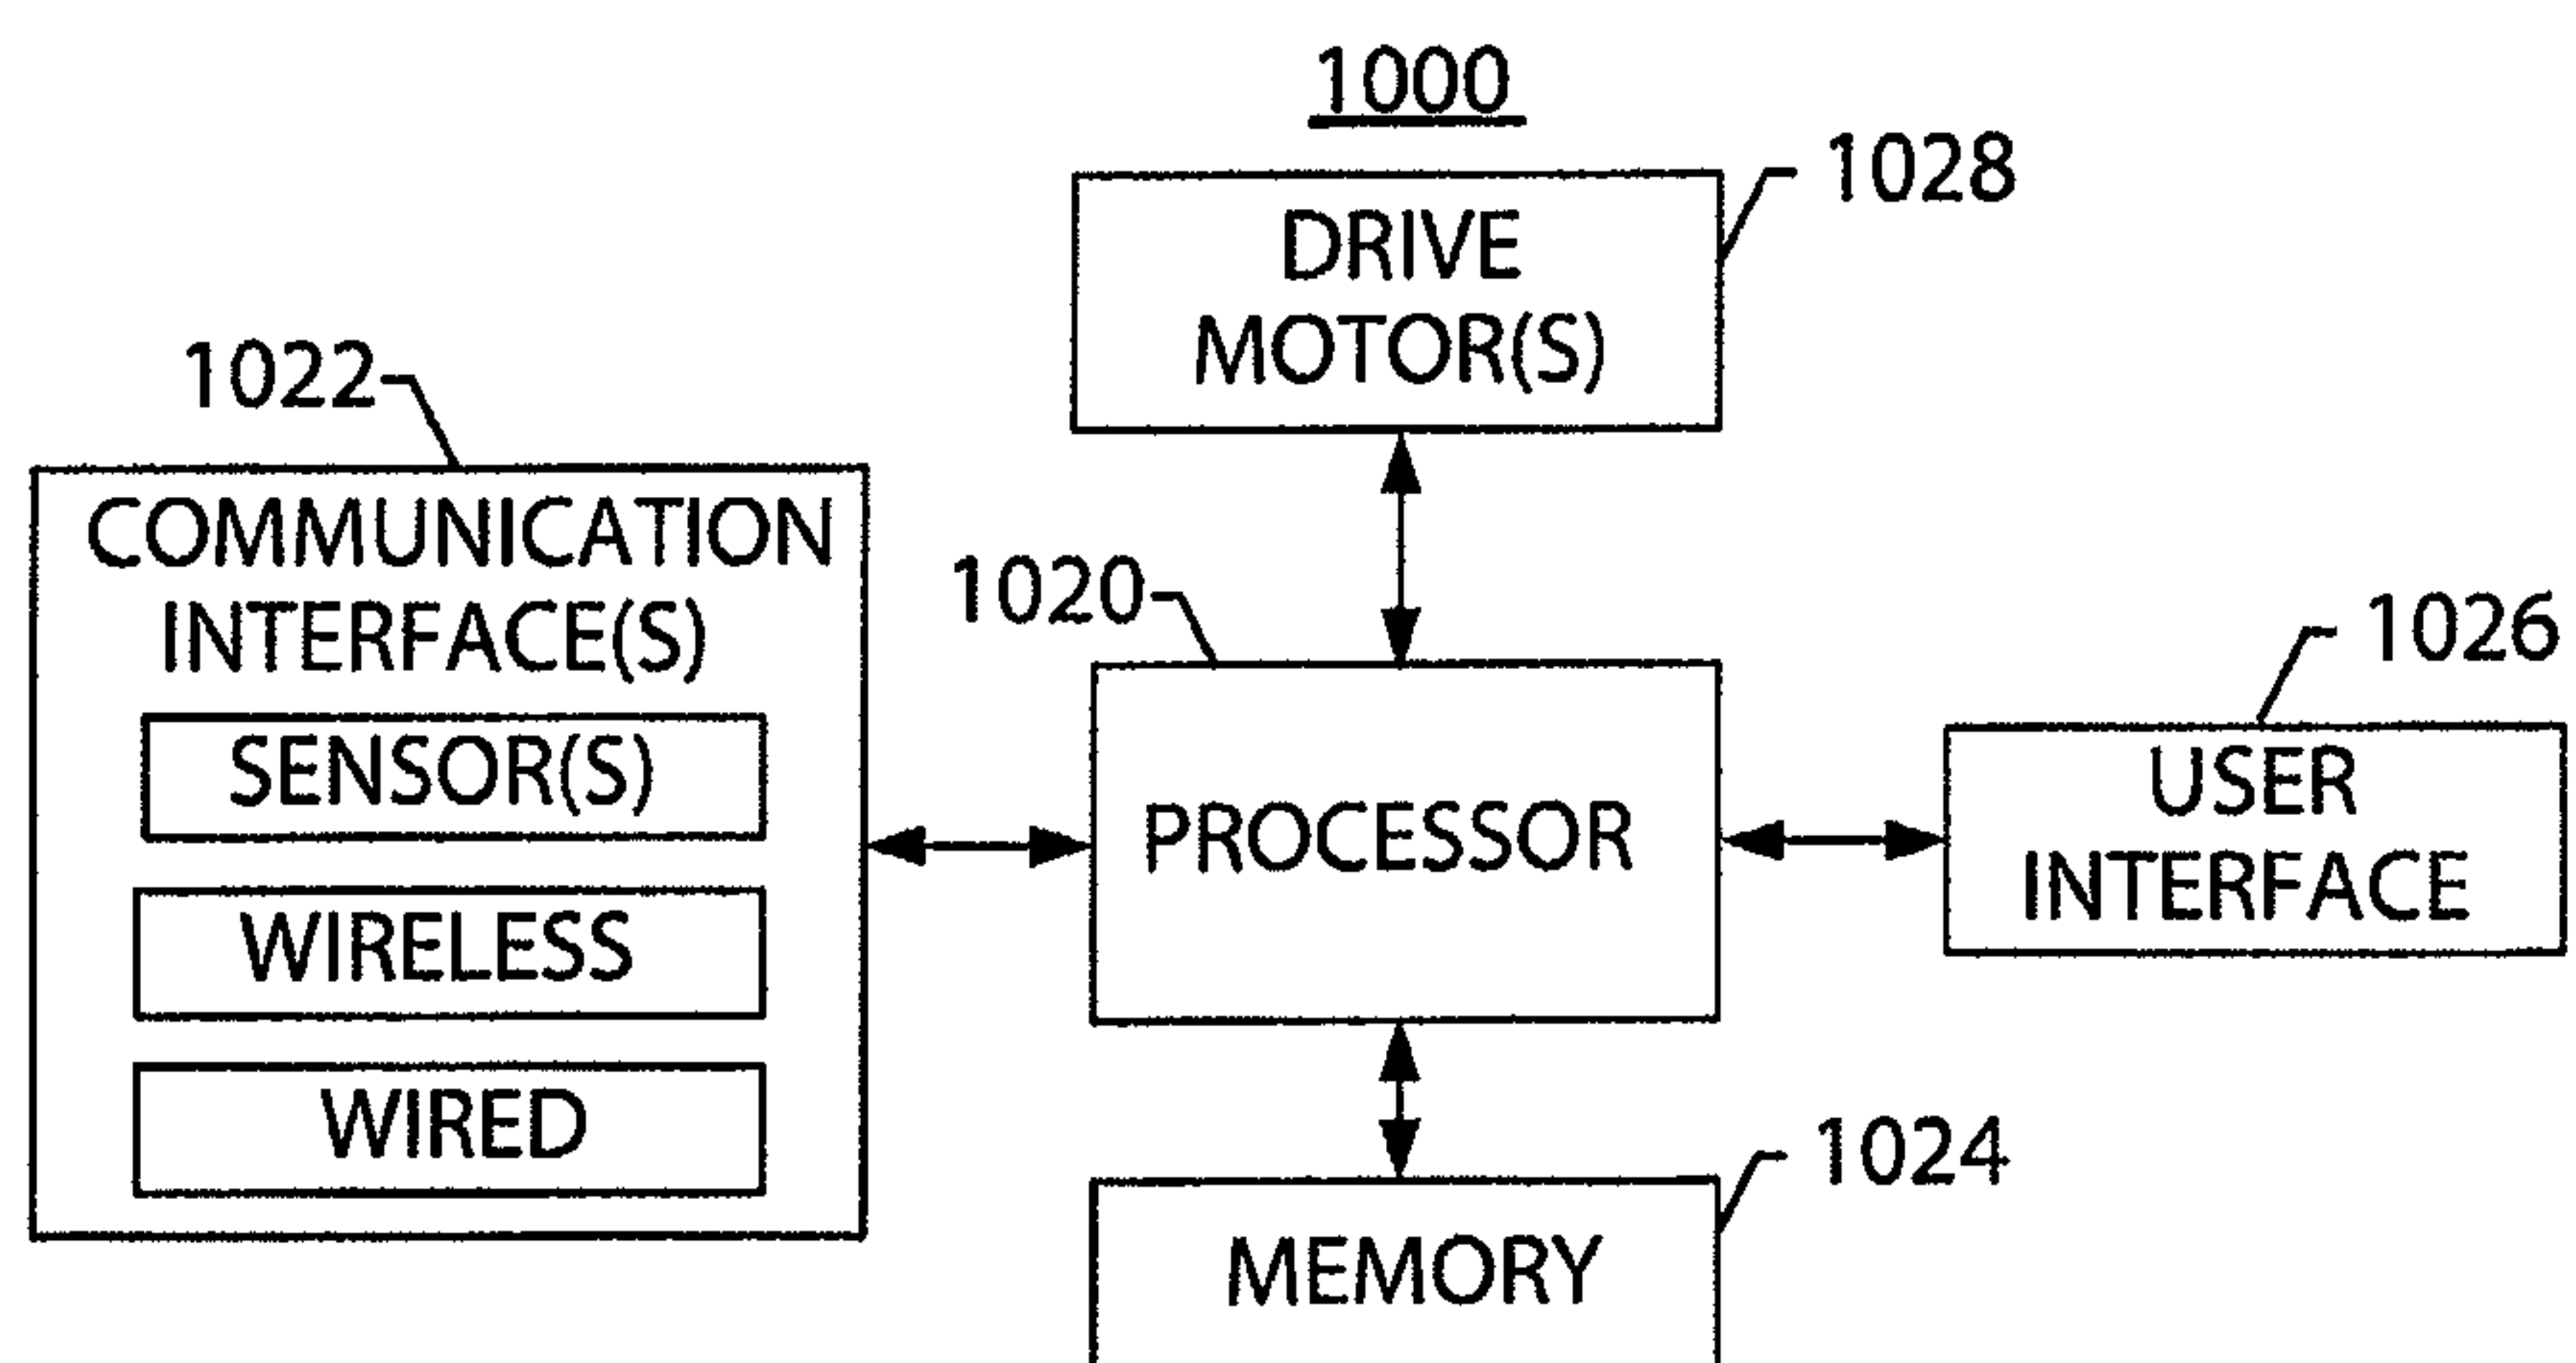 1000
1028
DRIVE
MOTOR(S)
1022
COMMUNICATION
INTERFACE(S)
SENSOR(S)
WIRELESS
WIRED
1020
PROCESSOR
1026
USER
INTERFACE
1024
MEMORY